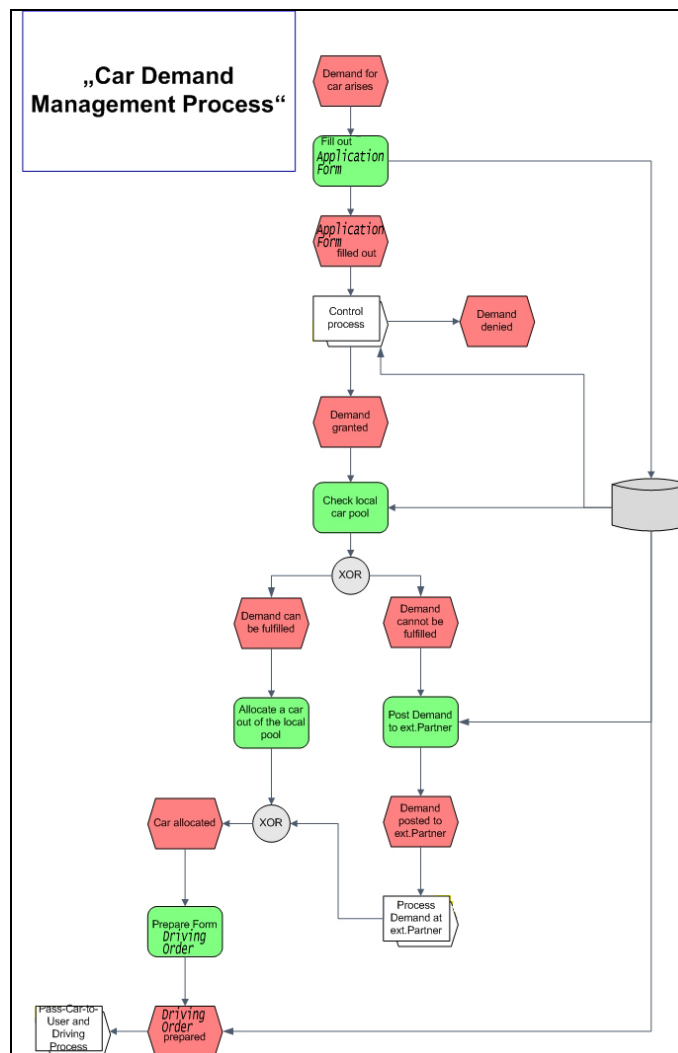 „Car Demand
Management Process“
Demand for
car arises
Fill out
Application
Form
Application
Form
filled out
Control
process
Demand
denied
Demand
granted
Check local
car pool
XOR
Demand can
be fulfilled
Demand
cannot be
fulfilled
Allocate a car
out of the local
pool
Post Demand
to ext.Partner
Car allocated
XOR
Demand
posted to
ext.Partner
Prepare Form
Driving
Order
Process
Demand at
ext.Partner
Pass-Car-to-
User and
Driving
Process
Driving
Order
prepared